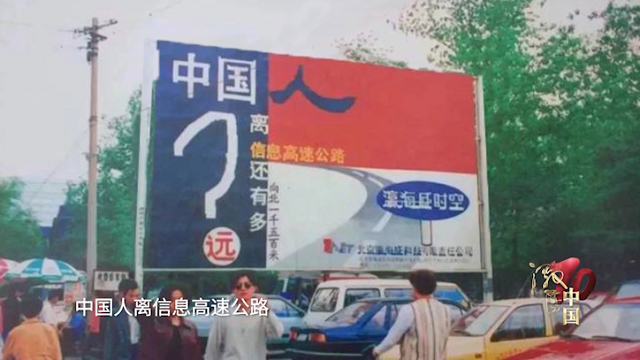 中国人
离信息高速公路还有多远?
向北一千五百米
瀛海威时空
北京瀛海威科技有限责任公司
中国人离信息高速公路
激荡
中国